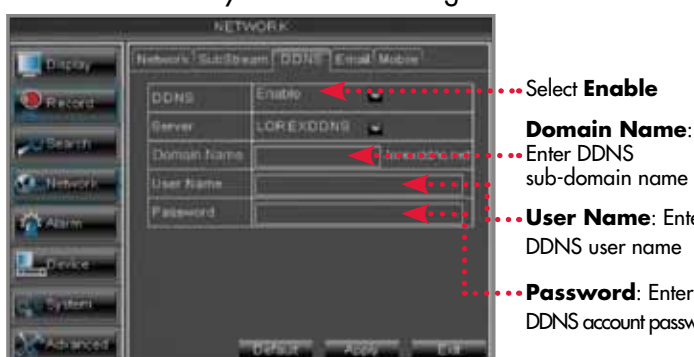 NETWORK
Network SubStream DDNS Email Mobile
Display
Record
Search
Network
Alarm
Device
System
Advanced
DDNS Enable
Server LOREXDDNS
Domain Name
User Name
Password
Default Apply Exit
Select Enable
Domain Name:
Enter DDNS
sub-domain name
User Name: Ente
DDNS user name
Password: Enter
DDNS account passw